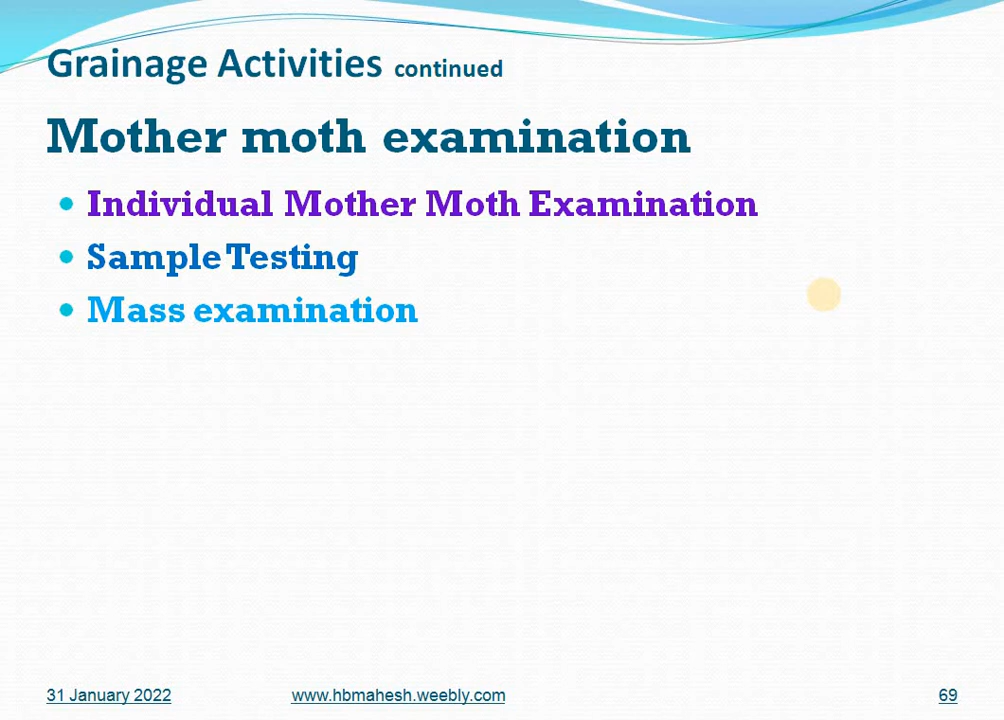 Grainage Activities continued
Mother moth examination
• Individual Mother Moth Examination
• Sample Testing
• Mass examination
31 January 2022 www.hbmahesh.weebly.com 69